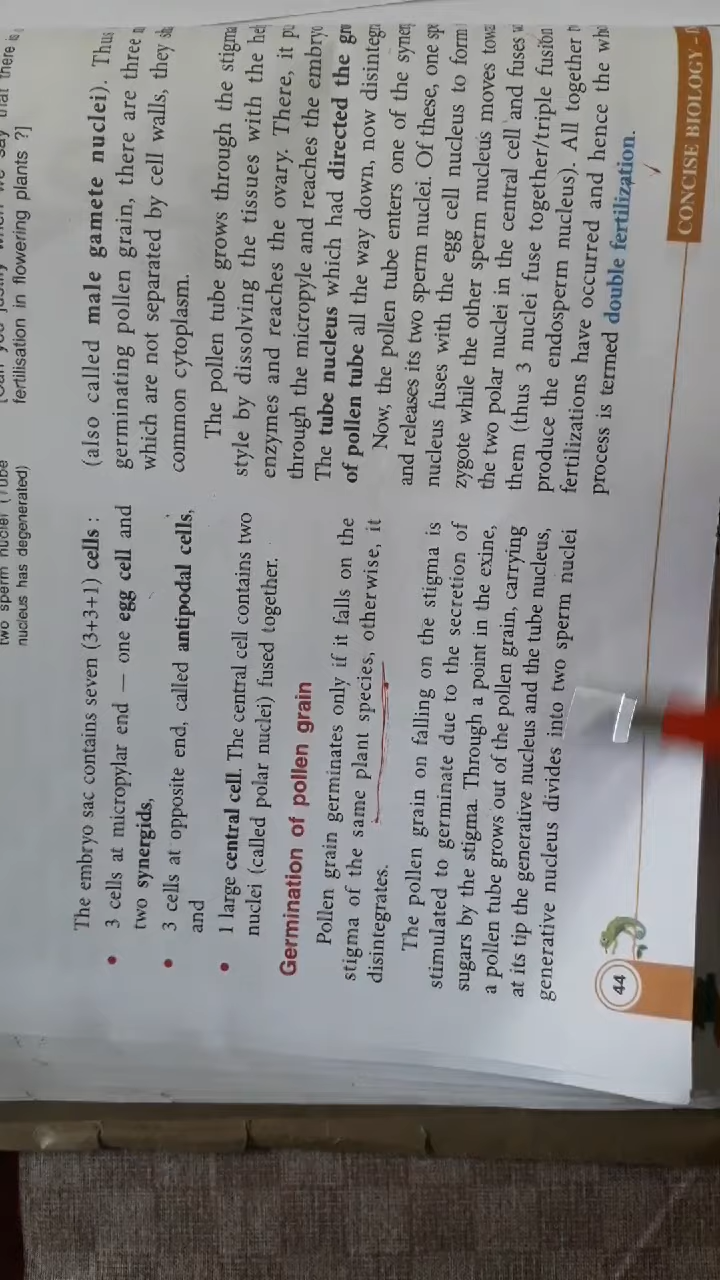 two sperm nuclei (Tube
nucleus has degenerated)
fertilisation in flowering plants ?]
The embryo sac contains seven (3+3+1) cells :
• 3 cells at micropylar end — one egg cell and
two synergids,
• 3 cells at opposite end, called antipodal cells,
and
• 1 large central cell. The central cell contains two
nuclei (called polar nuclei) fused together.
Germination of pollen grain
Pollen grain germinates only if it falls on the
stigma of the same plant species, otherwise, it
disintegrates.
The pollen grain on falling on the stigma is
stimulated to germinate due to the secretion of
sugars by the stigma. Through a point in the exine,
a pollen tube grows out of the pollen grain, carrying
at its tip the generative nucleus and the tube nucleus,
generative nucleus divides into two sperm nuclei
(also called male gamete nuclei). Thus
germinating pollen grain, there are three
which are not separated by cell walls, they
common cytoplasm.
The pollen tube grows through the stigma
style by dissolving the tissues with the
enzymes and reaches the ovary. There, it
through the micropyle and reaches the embryo
The tube nucleus which had directed the
of pollen tube all the way down, now
Now, the pollen tube enters one of the
and releases its two sperm nuclei. Of these, one
nucleus fuses with the egg cell nucleus to form
zygote while the other sperm nucleus moves
the two polar nuclei in the central cell and fuses
them (thus 3 nuclei fuse together/triple fusion
produce the endosperm nucleus). All together
fertilizations have occurred and hence the
process is termed double fertilization.
44
CONCISE BIOLOGY –